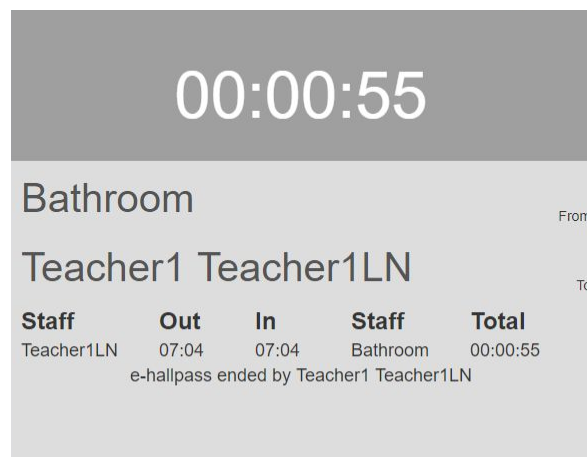 00:00:55
Bathroom
From
Teacher1 Teacher1LN
To
Staff Out In Staff Total
Teacher1LN 07:04 07:04 Bathroom 00:00:55
e-hallpass ended by Teacher1 Teacher1LN